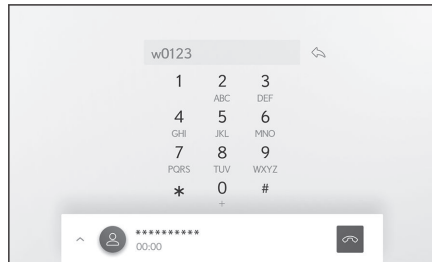 w0123
1 2 3
ABC DEF
4 5 6
GHI JKL MNO
7 8 9
PQRS TUV WXYZ
* 0 #
+
**********
00:00